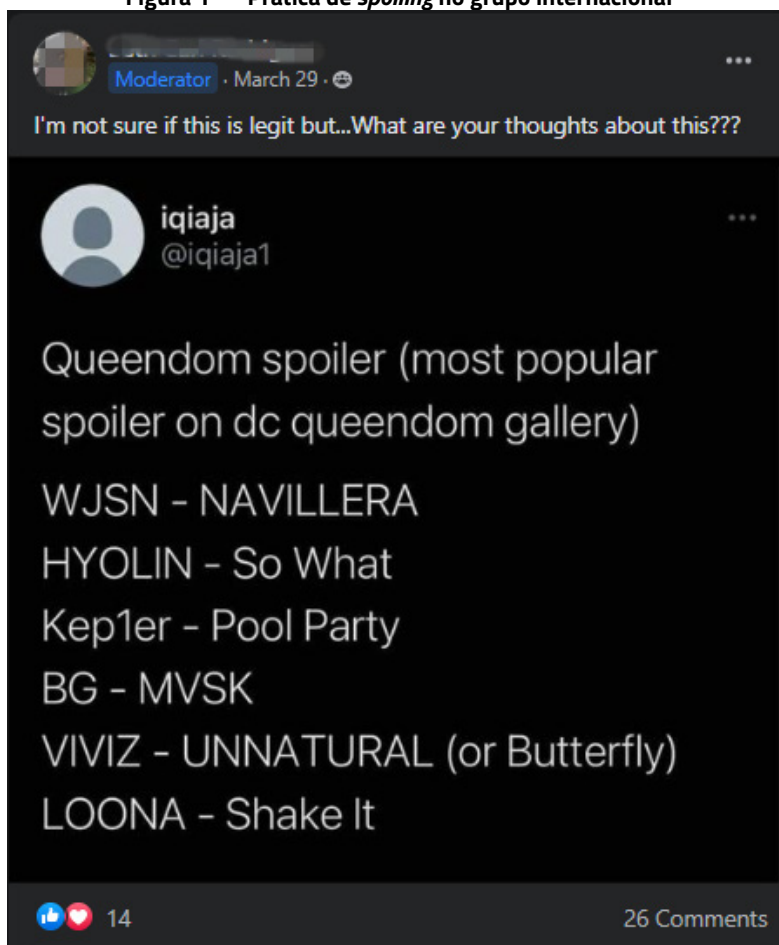 Figura 1 — Prática de spoiling no grupo internacional
Moderator · March 29 ·
I'm not sure if this is legit but...What are your thoughts about this???
iqiaja
@iqiaja1
Queendom spoiler (most popular
spoiler on dc queendom gallery)
WJSN - NAVILLERA
HYOLIN - So What
Kep1er - Pool Party
BG - MVSK
VIVIZ - UNNATURAL (or Butterfly)
LOONA - Shake It
14
26 Comments